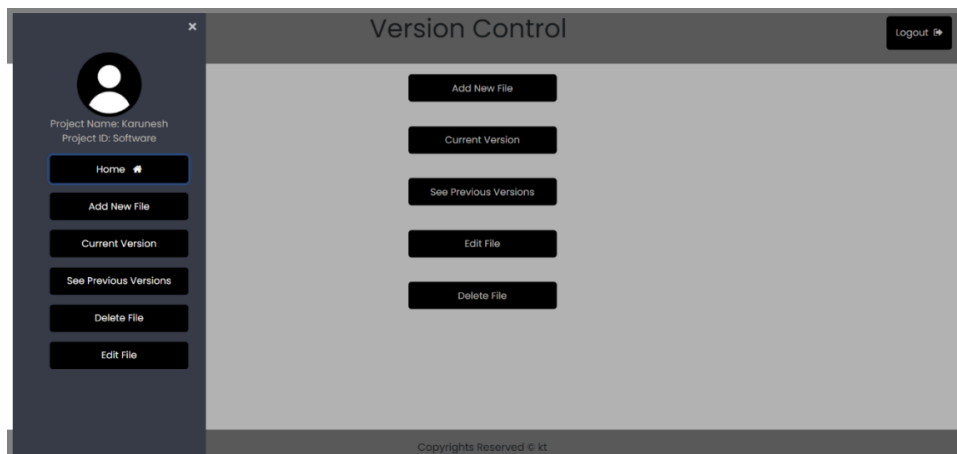 ×
Version Control
Logout
Project Name: Karunesh
Project ID: Software
Home
Add New File
Current Version
See Previous Versions
Delete File
Edit File
Add New File
Current Version
See Previous Versions
Edit File
Delete File
Copyrights Reserved © kt